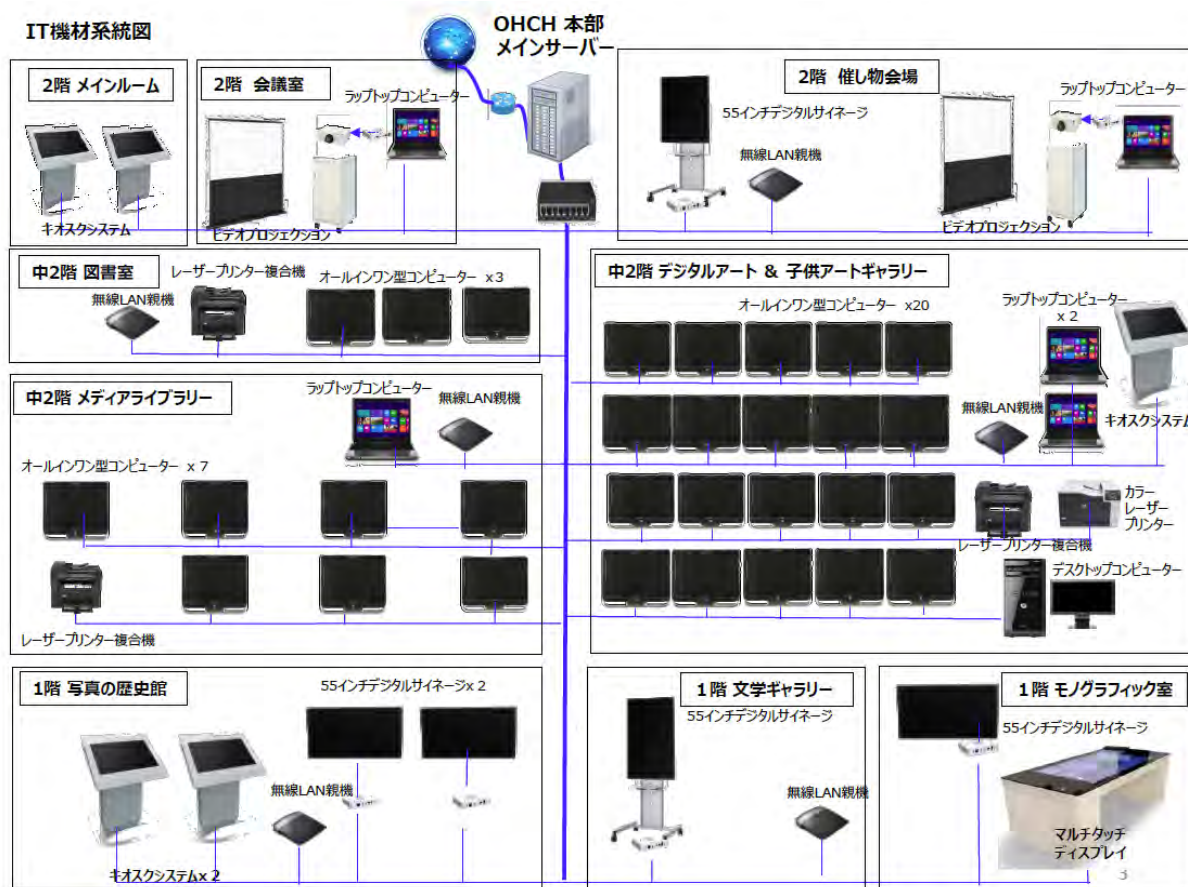 IT機材系統図
OHCH 本部
メインサーバー
2階 メインルーム
キオスクシステム
2階 会議室
ラップトップコンピューター
ビデオプロジェクション
2階 催し物会場
55インチデジタルサイネージ
無線LAN親機
ラップトップコンピューター
ビデオプロジェクション
中2階 図書室
無線LAN親機
レーザープリンター複合機
オールインワン型コンピューター x3
中2階 デジタルアート & 子供アートギャラリー
オールインワン型コンピューター x20
ラップトップコンピューター
x 2
無線LAN親機
キオスクシステム
カラー
レーザー
プリンター
レーザープリンター複合機
デスクトップコンピューター
中2階 メディアライブラリー
ラップトップコンピューター
無線LAN親機
オールインワン型コンピューター x 7
レーザープリンター複合機
1階 写真の歴史館
55インチデジタルサイネージx 2
無線LAN親機
キオスクシステムx 2
1階 文学ギャラリー
55インチデジタルサイネージ
無線LAN親機
1階 モノグラフィック室
55インチデジタルサイネージ
マルチタッチ
ディスプレイ
3